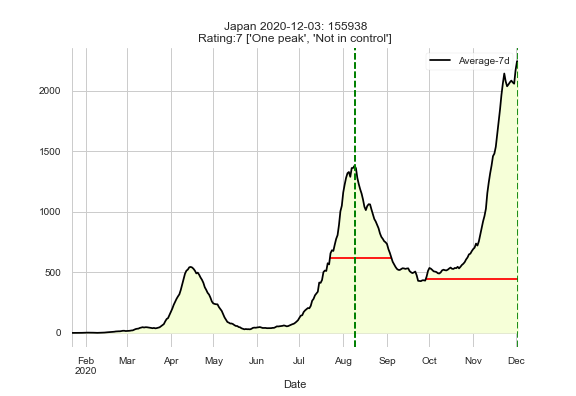 Japan 2020-12-03: 155938
Rating:7 ['One peak', 'Not in control']
Average-7d
2000
1500
1000
500
0
Feb Mar Apr May Jun Jul Aug Sep Oct Nov Dec
2020
Date